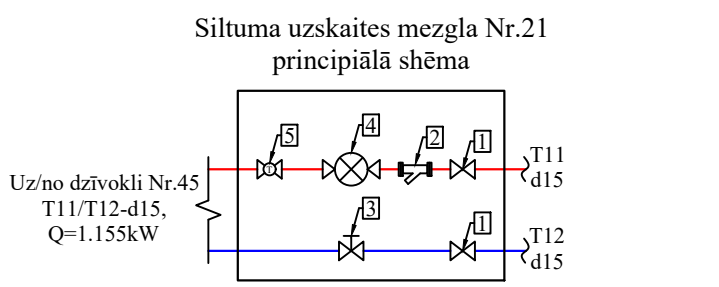 Siltuma uzskaites mezgla Nr.21
principiālā shēma
5
4
2
1
T11
d15
Uz/no dzīvokli Nr.45
T11/T12-d15,
Q=1.155kW
T
3
1
T12
d15